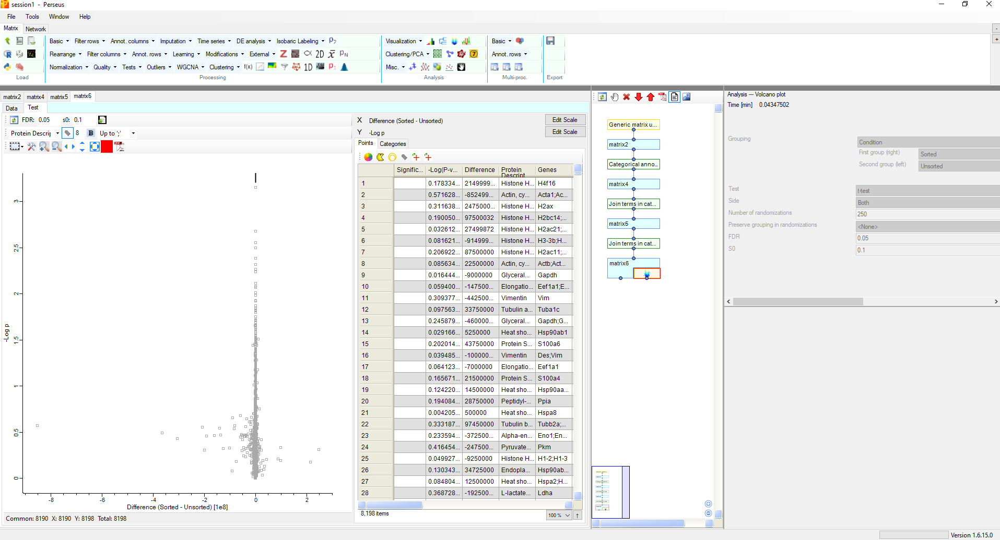 session1 - Perseus
File Tools Window Help
Matrix Network
Basic Filter rows Annot. columns Imputation Time series DE analysis Isobaric Labeling p2
Rearrange Filter columns Annot. rows Learning Modifications External Z 2D x pN
Normalization Quality Tests Outliers WGCNA Clustering f(x) 1D p1
Load Processing
Visualization
Clustering/PCA 7
Misc.
Analysis
Basic
Annot. rows
Multi-proc.
Export
- 
+
matrix2 matrix4 matrix5 matrix6
Data Test
FDR: 0.05 s0: 0.1
Protein Descrip 8 B Up to ';'
-Log p
3
2.5
2
1.5
1
0.5
0
-8 -6 -4 -2 0 2
Difference (Sorted - Unsorted) [1e8]
Common: 8190 X: 8190 Y: 8198 Total: 8198
X Difference (Sorted - Unsorted) Edit Scale
Y -Log p Edit Scale
Points Categories
Signific... -Log(P-v... Difference Protein Descript Genes
1 0.178334... 2149999... Histone H... H4f16
2 0.571628... -852499... Actin, cy... Acta1;Ac...
3 0.311638... 2475000... Histone H... H2ax
4 0.190050... 97500032 Histone H... H2bc14;...
5 0.032612... 27499872 Histone H... H2ac21;...
6 0.081621... -914999... Histone H... H3-3b;H...
7 0.206922... 87500000 Histone H... H2ac11;...
8 0.085634... 22500000 Actin, cy... Actb;Act...
9 0.016444... -9000000 Glyceral... Gapdh
10 0.059400... -147500... Elongatio... Eef1a1;E...
11 0.309377... -442500... Vimentin Vim
12 0.097563... 33750000 Tubulin a... Tuba1c
13 0.245879... -460000... Glyceral... Gapdh;G...
14 0.029166... 5250000 Heat sho... Hsp90ab1
15 0.202014... 43750000 Protein S... S100a6
16 0.039485... -100000... Vimentin Des;Vim
17 0.064123... -7000000 Elongatio... Eef1a1
18 0.165671... 21500000 Protein S... S100a4
19 0.124220... 14500000 Heat sho... Hsp90aa...
20 0.194084... 28750000 Peptidyl-... Ppia
21 0.004205... 500000 Heat sho... Hspa8
22 0.333187... 97450000 Tubulin b... Tubb2a;...
23 0.233594... -372500... Alpha-en... Eno1;En...
24 0.416454... -247500... Pyruvate... Pkm
25 0.049927... -9250000 Histone H... H1-2;H1-3
26 0.130343... 34725000 Endopla... Hsp90ab...
27 0.084804... 12500000 Heat sho... Hspa2;H...
28 0.368728... -192500... L-lactate... Ldha
8,198 items 100 %
Generic matrix u...
matrix2
Categorical anno...
matrix4
Join terms in cat...
matrix5
Join terms in cat...
matrix6
Analysis --- Volcano plot
Time [min] 0.04347502
Grouping Condition
First group (right) Sorted
Second group (left) Unsorted
Test t-test
Side Both
Number of randomizations 250
Preserve grouping in randomizations <None>
FDR 0.05
S0 0.1
Version 1.6.15.0